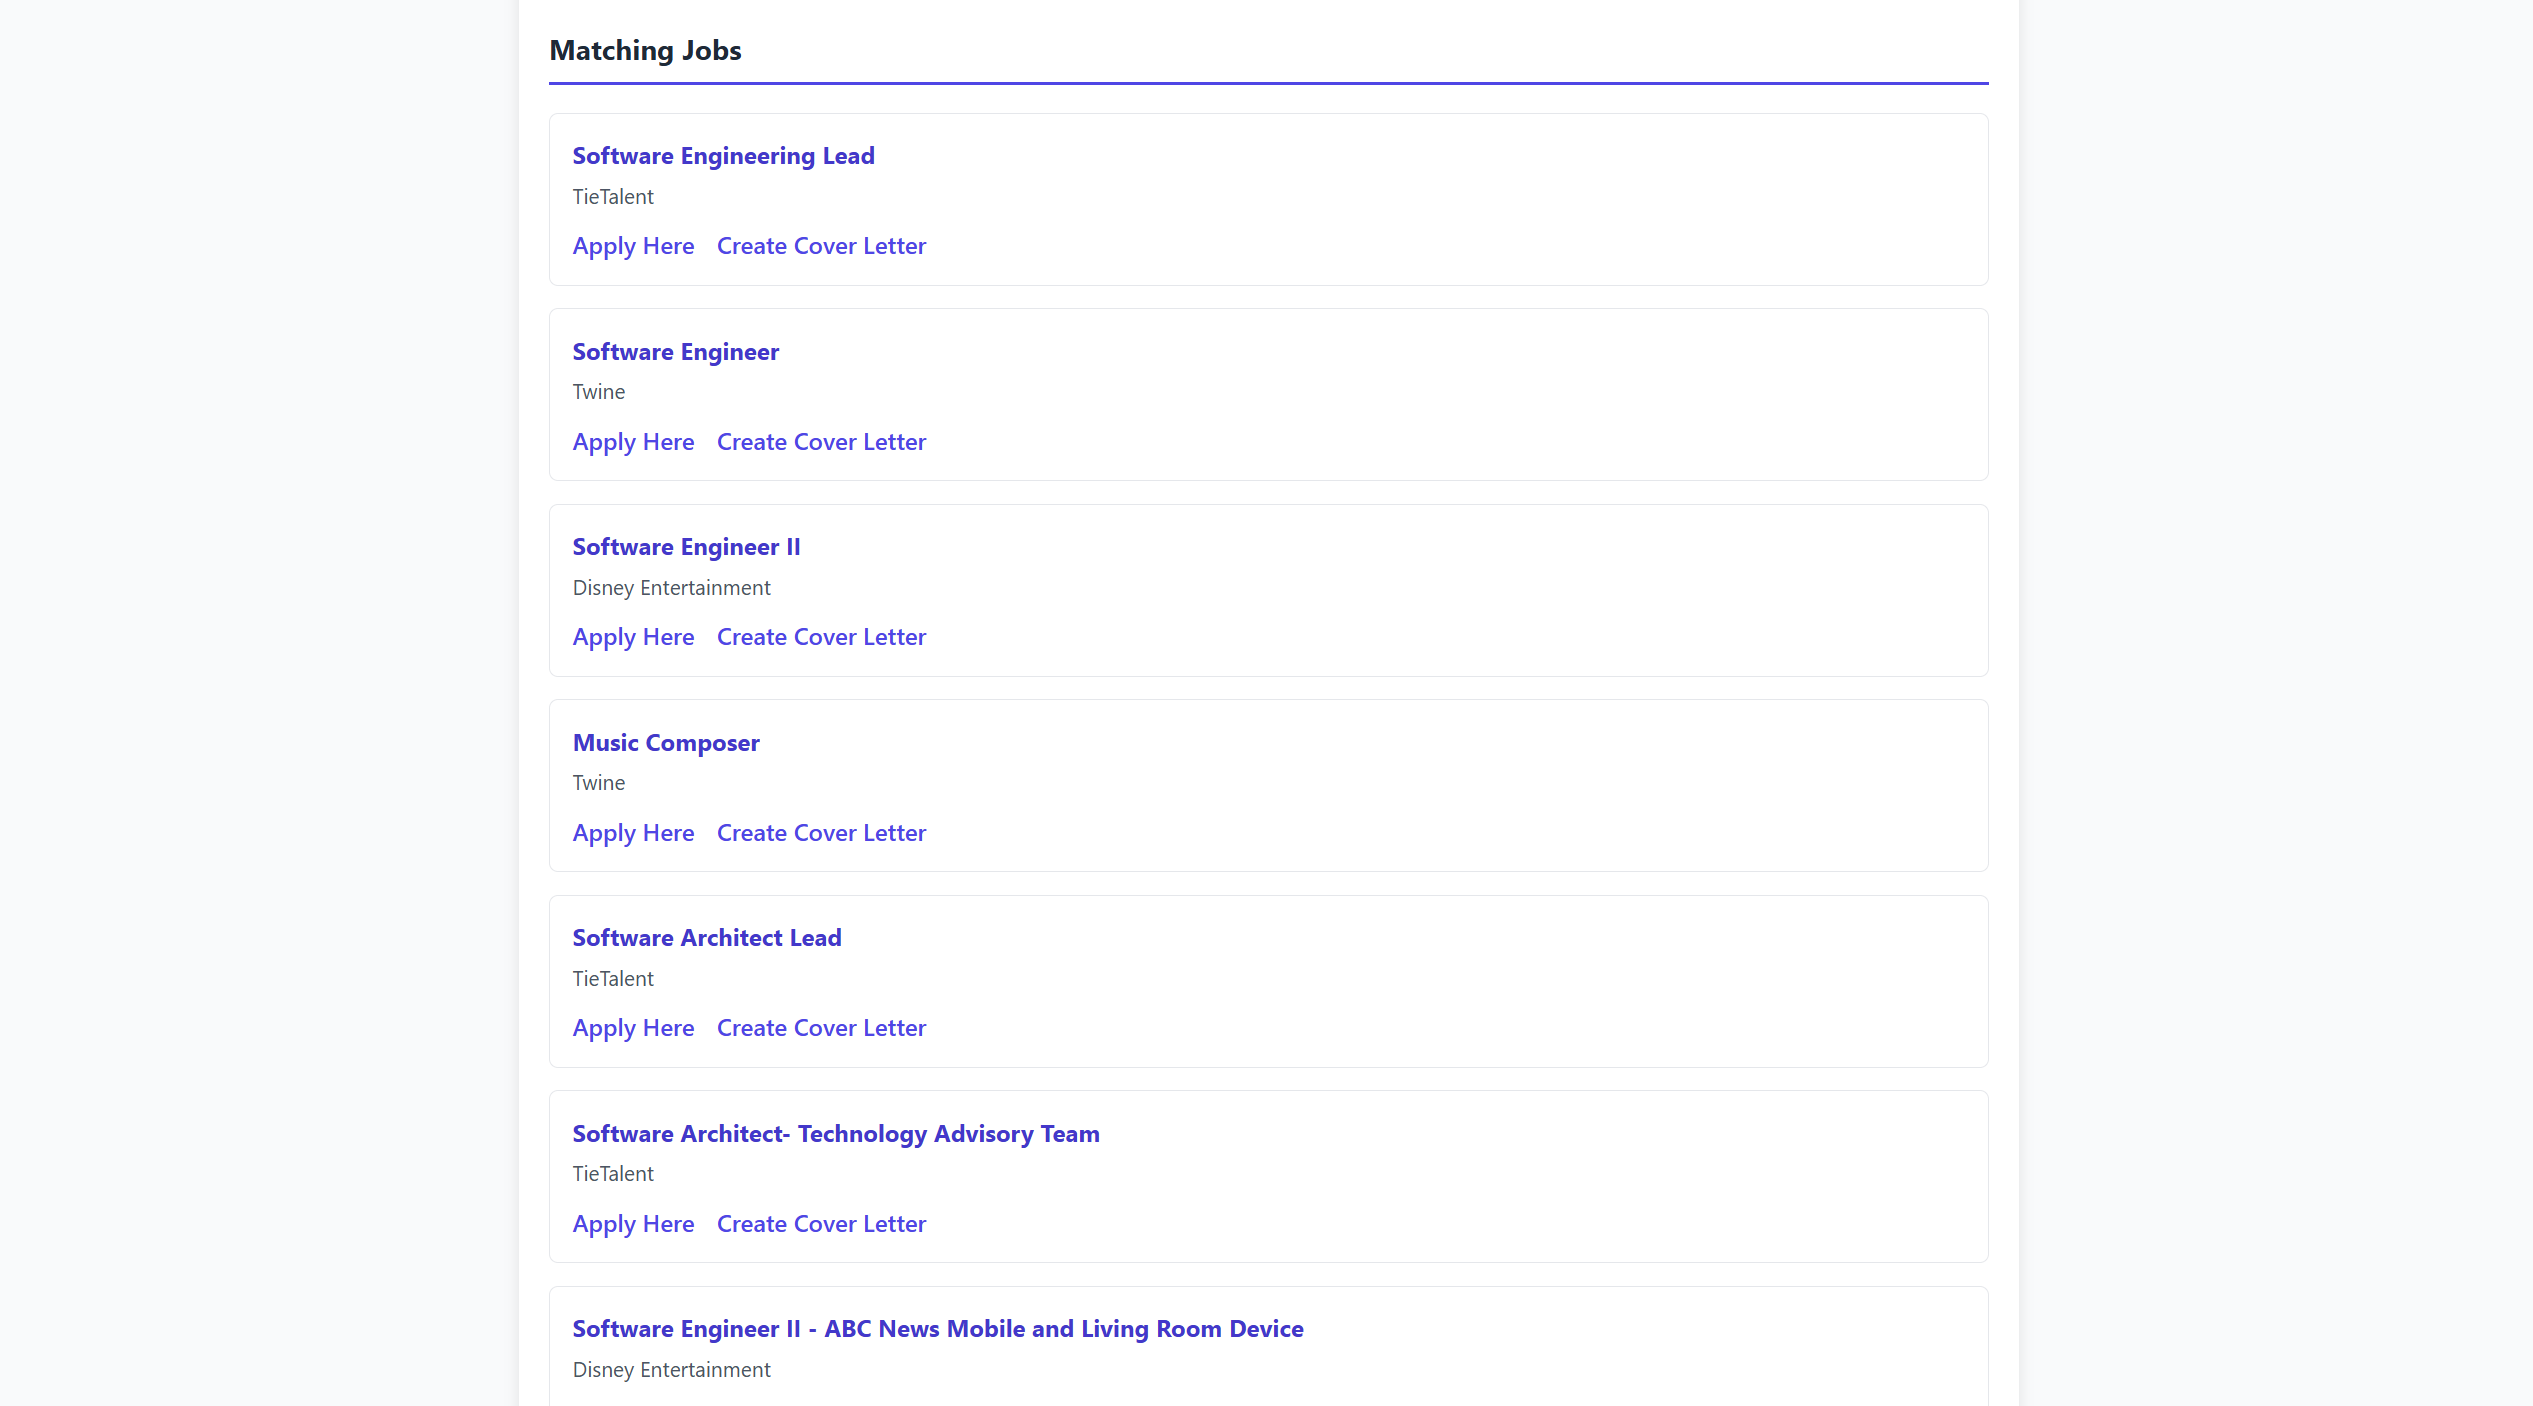 Matching Jobs
Software Engineering Lead
TieTalent
Apply Here Create Cover Letter
Software Engineer
Twine
Apply Here Create Cover Letter
Software Engineer II
Disney Entertainment
Apply Here Create Cover Letter
Music Composer
Twine
Apply Here Create Cover Letter
Software Architect Lead
TieTalent
Apply Here Create Cover Letter
Software Architect- Technology Advisory Team
TieTalent
Apply Here Create Cover Letter
Software Engineer II - ABC News Mobile and Living Room Device
Disney Entertainment